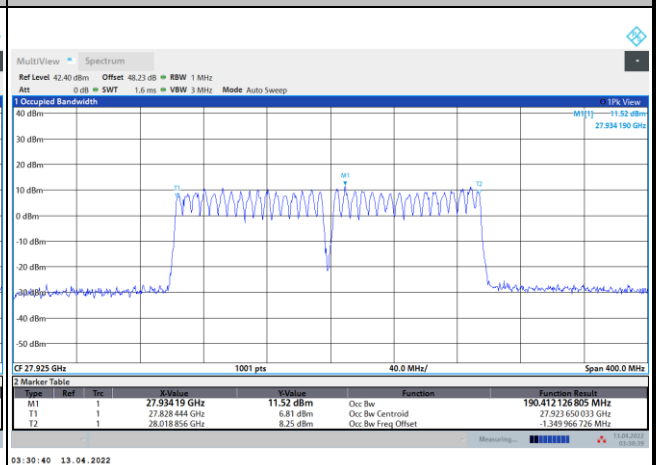 MultiView Spectrum
Ref Level 42.40 dBm Offset 48.23 dB RBW 1 MHz
Att 0 dB SWT 1.6 ms VBW 3 MHz Mode Auto Sweep
1 Occupied Bandwidth 1Pk View
M1[1] 11.52 dBm
27.934 190 GHz
40 dBm
30 dBm
20 dBm
M1
T1 T2
10 dBm
0 dBm
-10 dBm
-20 dBm
-30 dBm
-40 dBm
-50 dBm
CF 27.925 GHz 1001 pts 40.0 MHz/ Span 400.0 MHz
2 Marker Table
Type Ref Trc X-Value Y-Value Function Function Result
M1 1 27.934 19 GHz 11.52 dBm Occ Bw 190.412 126 805 MHz
T1 1 27.828 444 GHz 6.81 dBm Occ Bw Centroid 27.923 650 033 GHz
T2 1 28.018 856 GHz 8.25 dBm Occ Bw Freq Offset -1.349 966 726 MHz
Measuring... 13.04.2022
03:30:39
03:30:40 13.04.2022